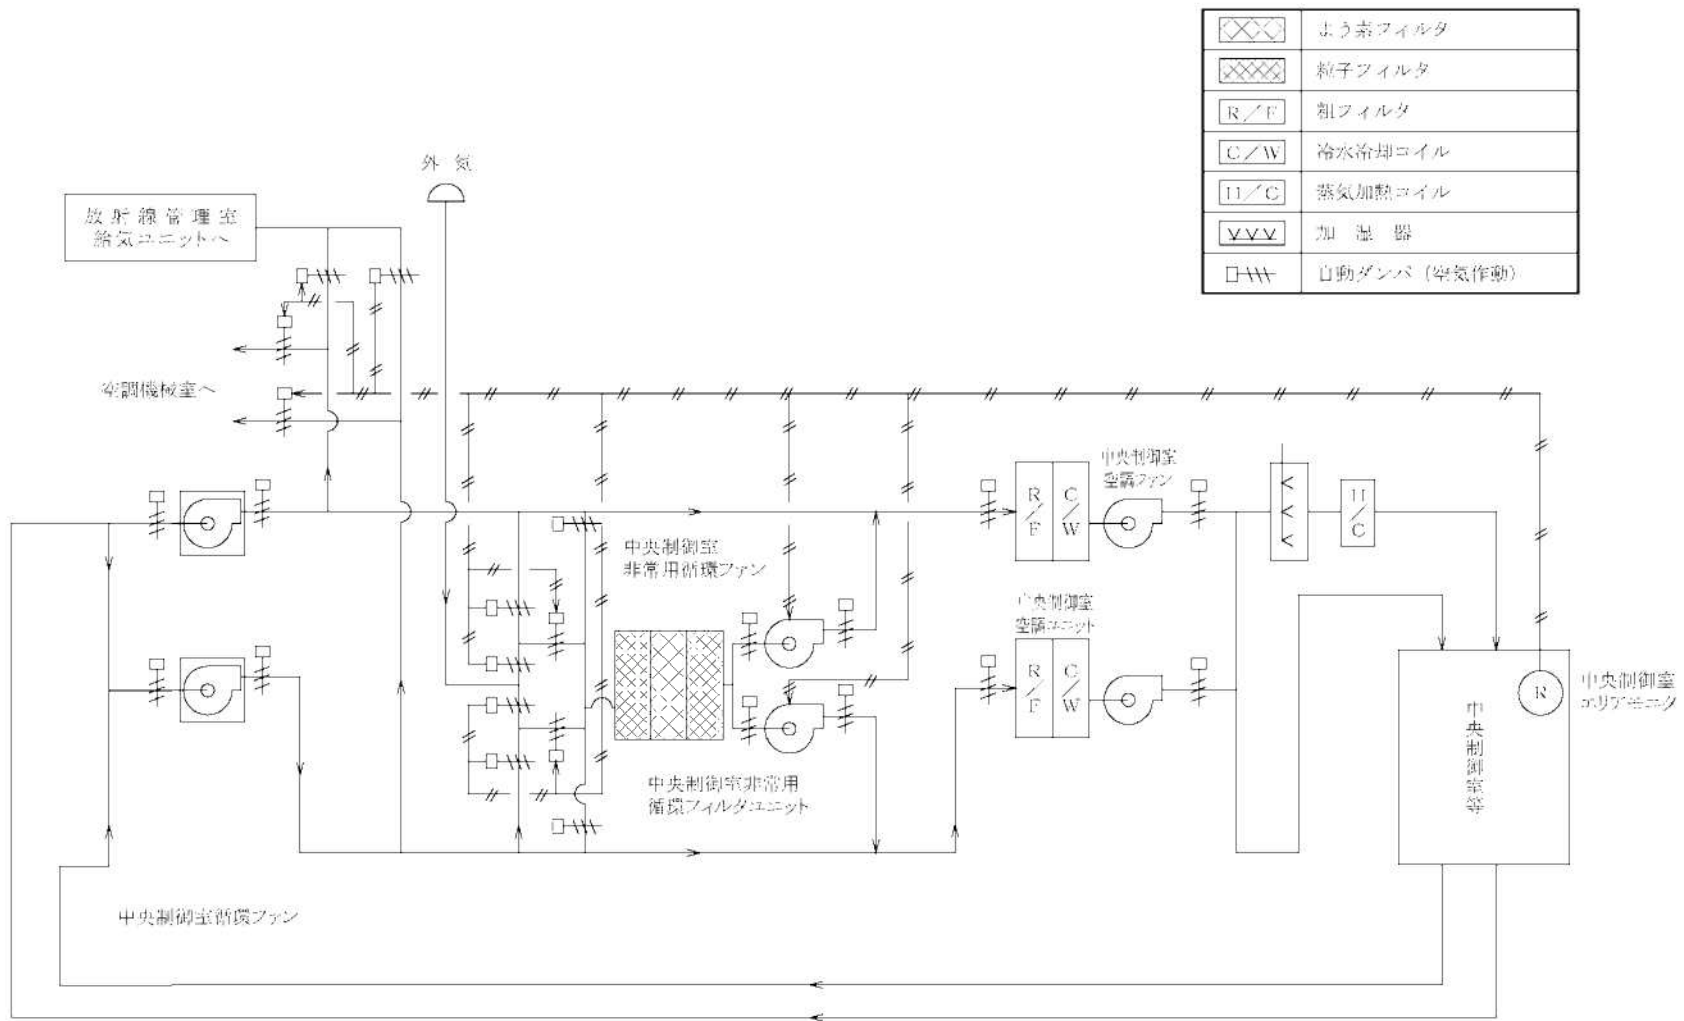 よう素フィルタ
粒子フィルタ
R/F 粗フィルタ
C/W 冷水冷却コイル
H/C 蒸気加熱コイル
加湿器
自動ダンパ (空気作動)
外気
放射線管理室
給気ユニットへ
空調機械室へ
中央制御室
空調ファン
R/F
C/W
H/C
中央制御室
非常用循環ファン
中央制御室
空調ユニット
R/F
C/W
R
中央制御室
エリアモニタ
中央制御室等
中央制御室非常用
循環フィルタユニット
中央制御室循環ファン